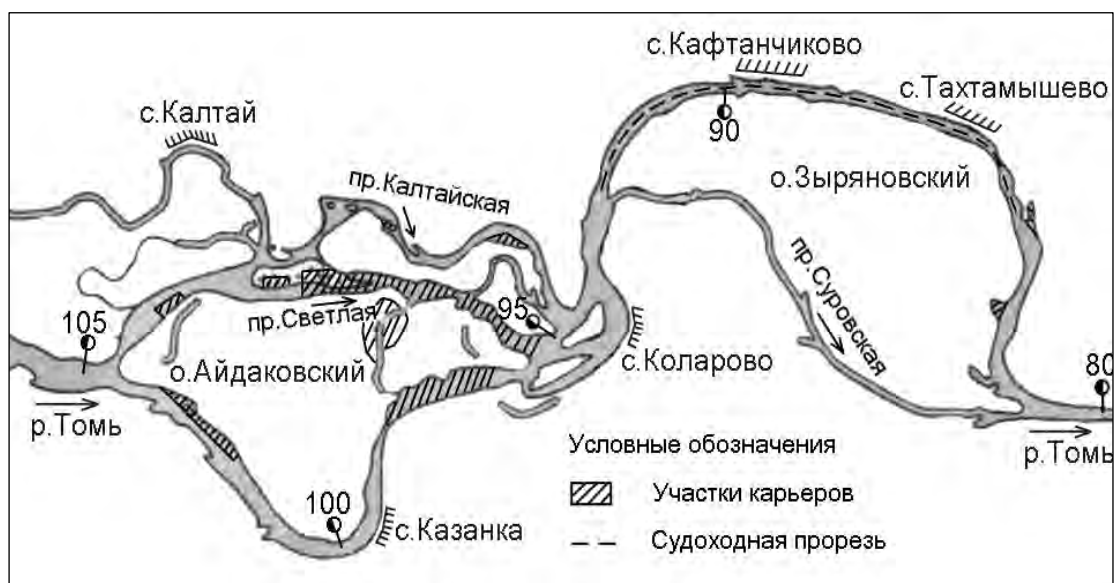 с.Кафтанчиково
с.Тахтамышево
с.Калтай
90
пр.Калтайская
о.Зыряновский
пр.Светлая
95
пр.Суровская
105
о.Айдаковский
с.Коларово
80
р.Томь
р.Томь
Условные обозначения
100
Участки карьеров
с.Казанка
Судоходная прорезь